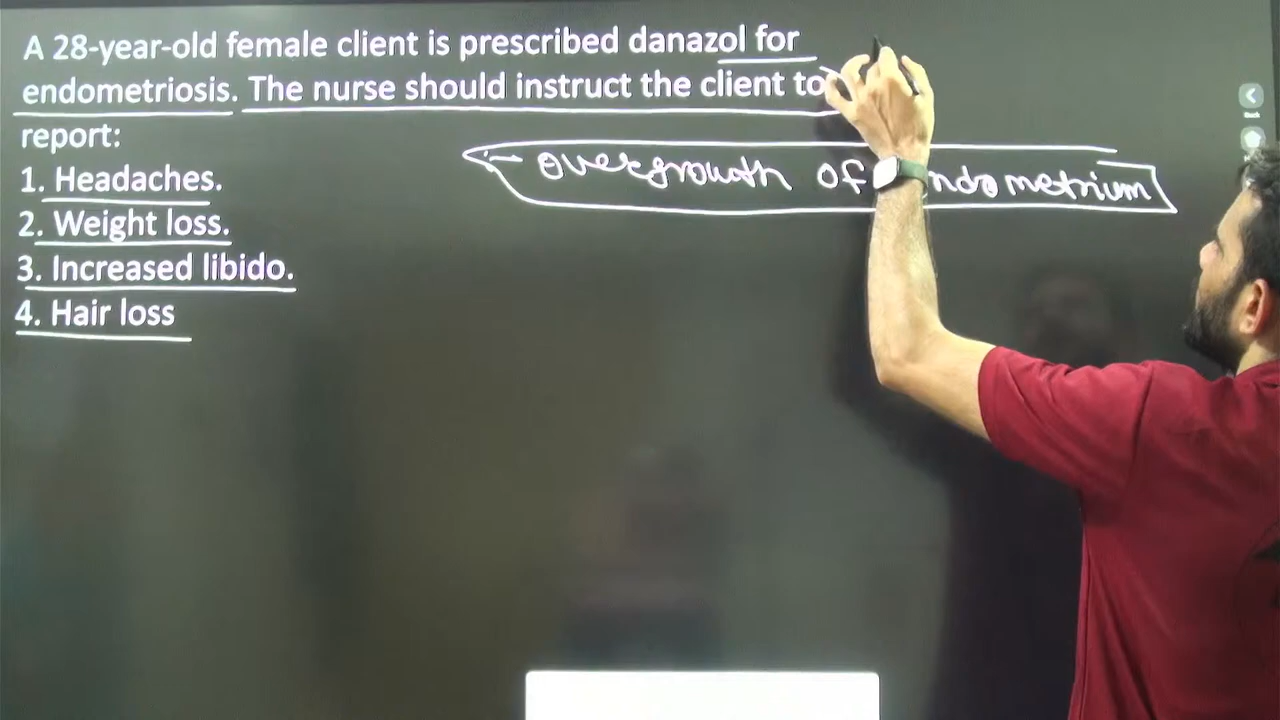 A 28-year-old female client is prescribed danazol for
endometriosis. The nurse should instruct the client to
report:
overgrowth of ndometrium
1. Headaches.
2. Weight loss.
3. Increased libido.
4. Hair loss